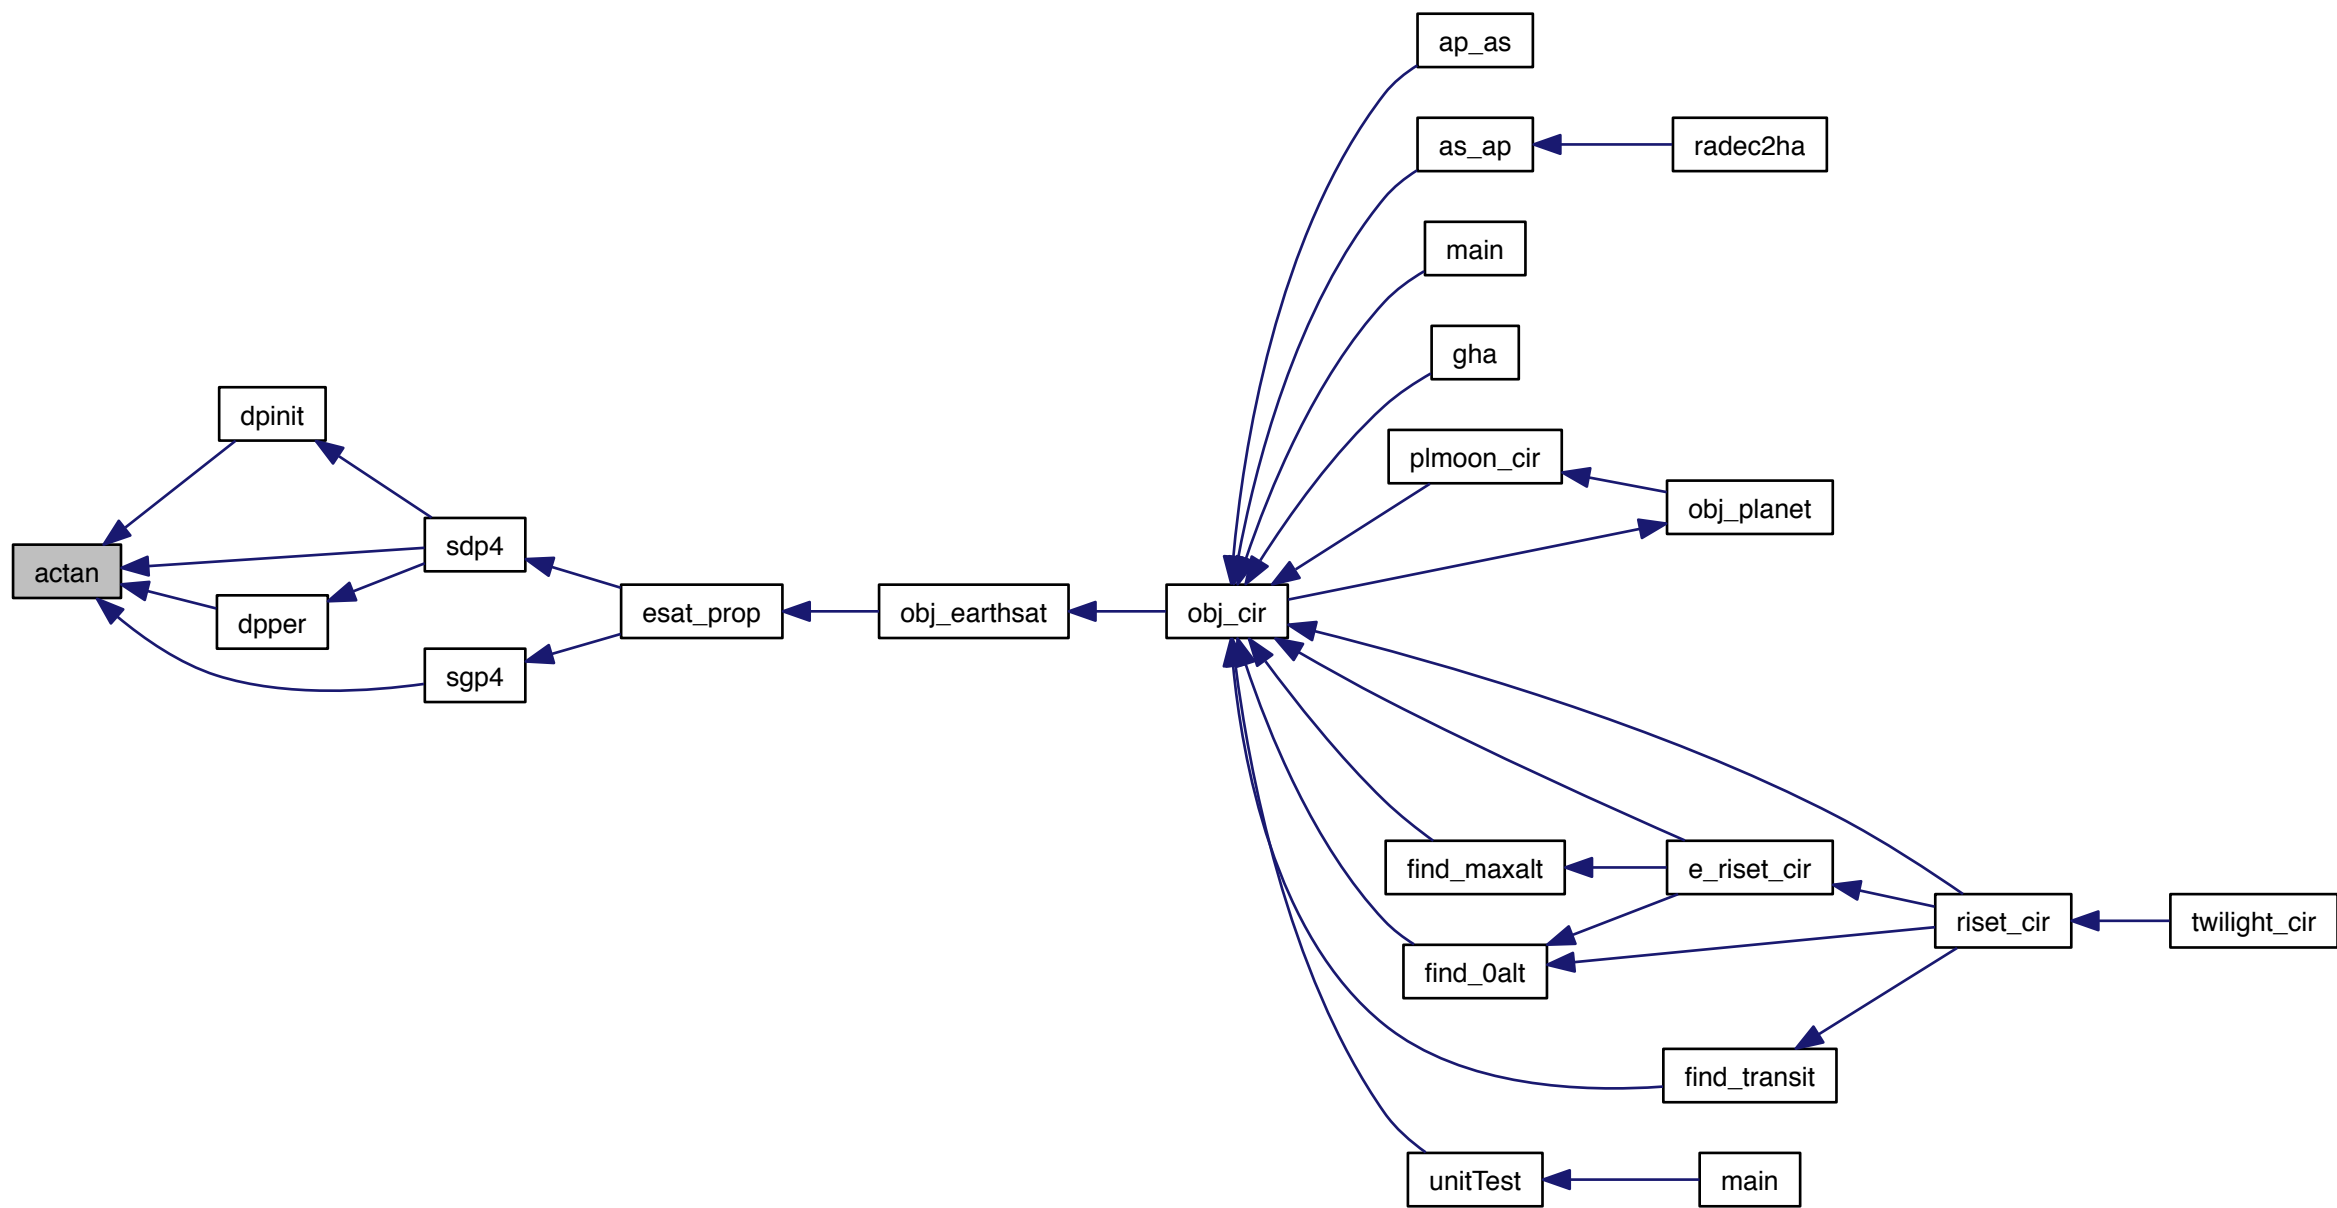 ap_as
as_ap
radec2ha
main
gha
dpinit
plmoon_cir
obj_planet
sdp4
actan
dpper
esat_prop
obj_earthsat
obj_cir
sgp4
find_maxalt
e_riset_cir
riset_cir
twilight_cir
find_0alt
find_transit
unitTest
main